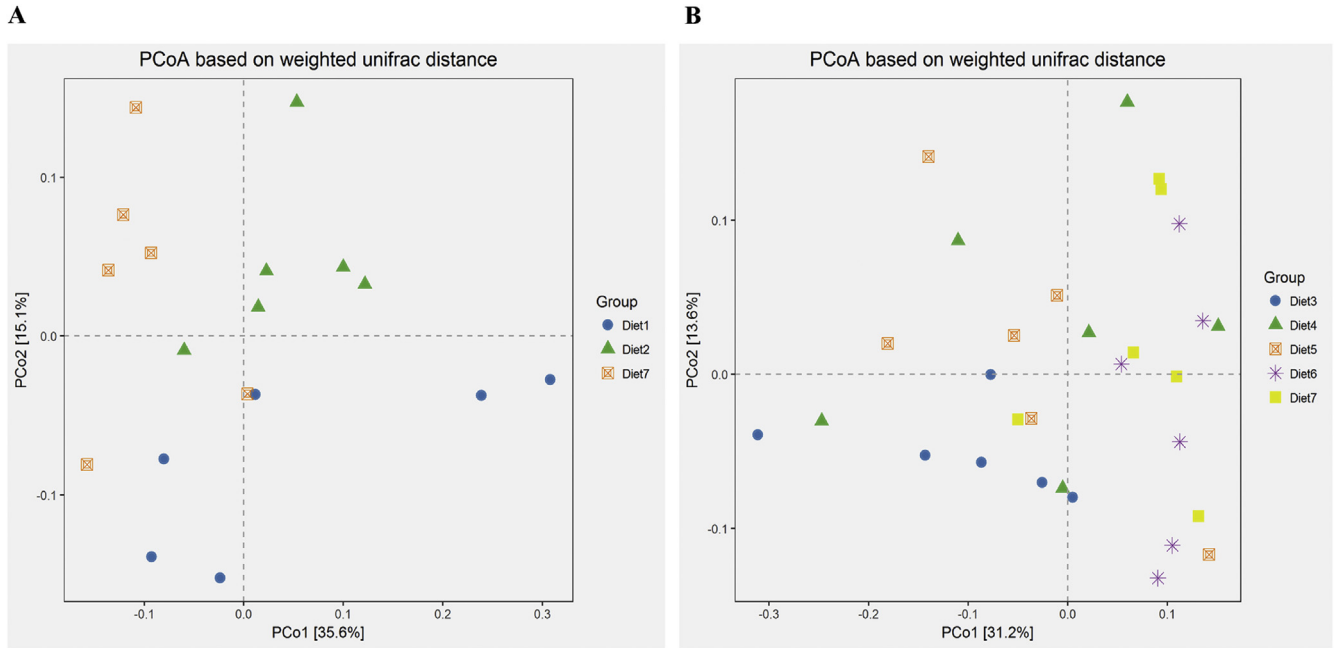 A
PCoA based on weighted unifrac distance
PCo2 [15.1%]
0.1
0.0
-0.1
-0.1
0.0
0.1
0.2
0.3
PCo1 [35.6%]
Group
Diet1
Diet2
Diet7
B
PCoA based on weighted unifrac distance
PCo2 [13.6%]
0.1
0.0
-0.1
-0.3
-0.2
-0.1
0.0
0.1
PCo1 [31.2%]
Group
Diet3
Diet4
Diet5
Diet6
Diet7